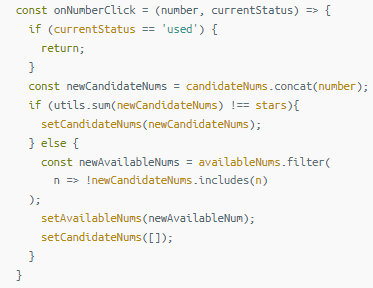 const onNumberClick = (number, currentStatus) => {
  if (currentStatus == 'used') {
    return;
  }
  const newCandidateNums = candidateNums.concat(number);
  if (utils.sum(newCandidateNums) !== stars){
    setCandidateNums(newCandidateNums);
  } else {
    const newAvailableNums = availableNums.filter(
      n => !newCandidateNums.includes(n)
  );
    setAvailableNums(newAvailableNum);
    setCandidateNums([]);
  }
}